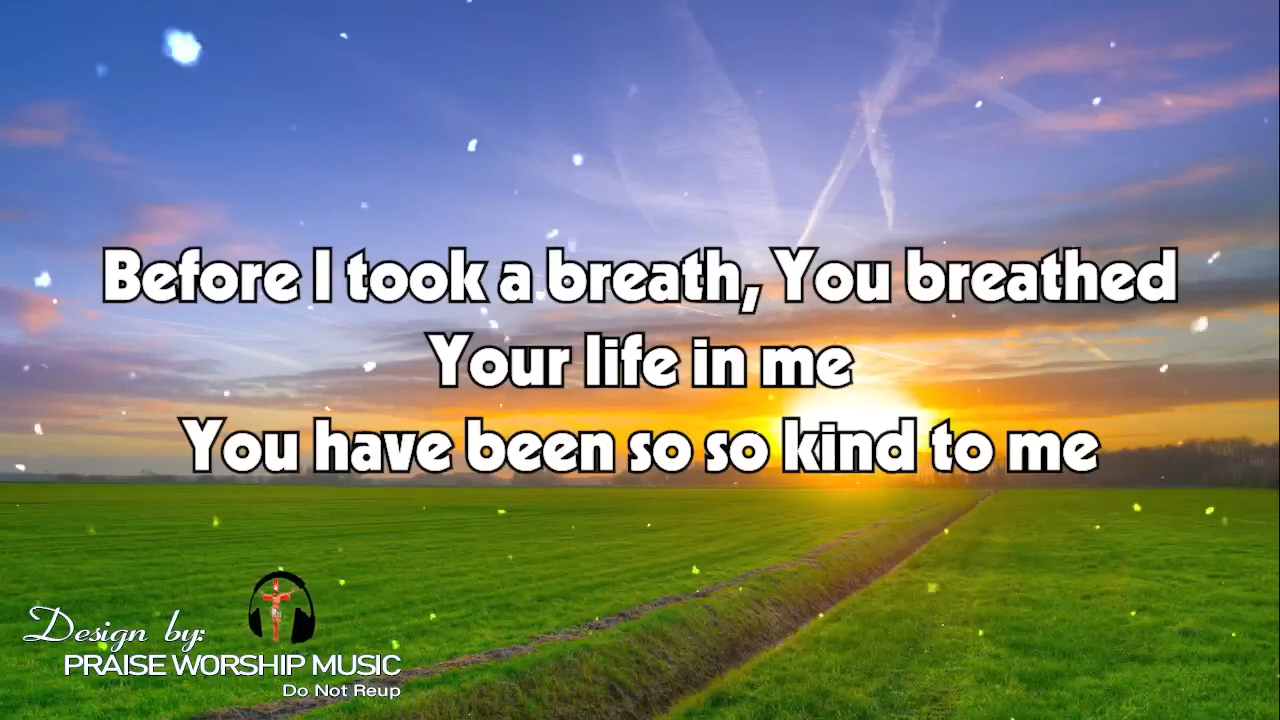 Before I took a breath, You breathed
Your life in me
You have been so so kind to me
Design by:
PRAISE WORSHIP MUSIC
Do Not Reup